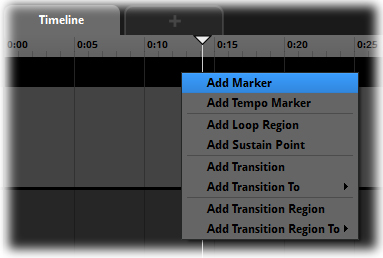 Timeline
+
0:00 0:05 0:10 0:15 0:20 0:25
Add Marker
Add Tempo Marker
Add Loop Region
Add Sustain Point
Add Transition
Add Transition To
Add Transition Region
Add Transition Region To